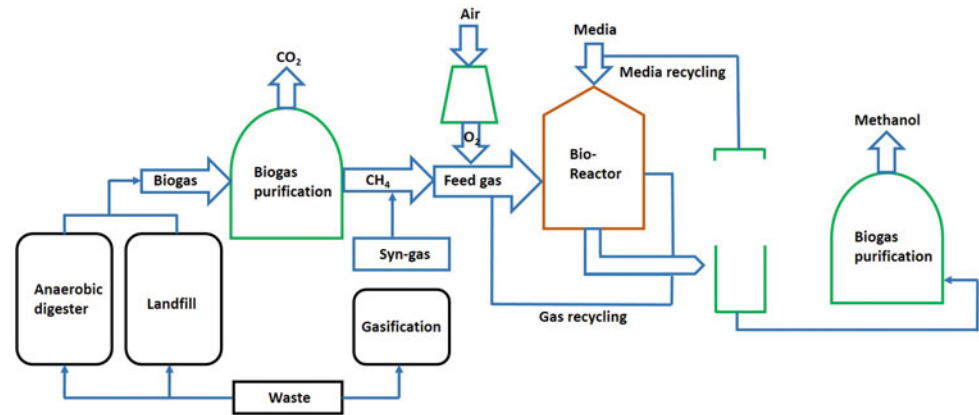 Air
Media
CO2
Media recycling
Methanol
O2
Biogas
Biogas
purification
CH4
Feed gas
Bio-
Reactor
Biogas
purification
Syn-gas
Anaerobic
digester
Landfill
Gasification
Gas recycling
Waste